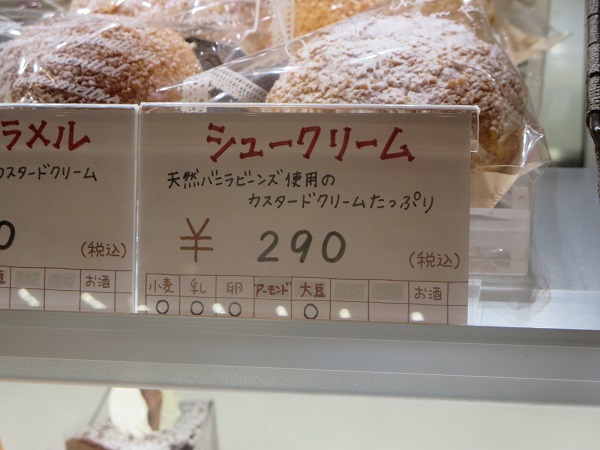 ラメル
カスタードクリーム
0
(税込)
お酒
シュークリーム
天然バニラビーンズ使用の
カスタードクリームたっぷり
¥ 290
(税込)
小麦 乳 卵 アーモンド 大豆 お酒
○ ○ ○ ○